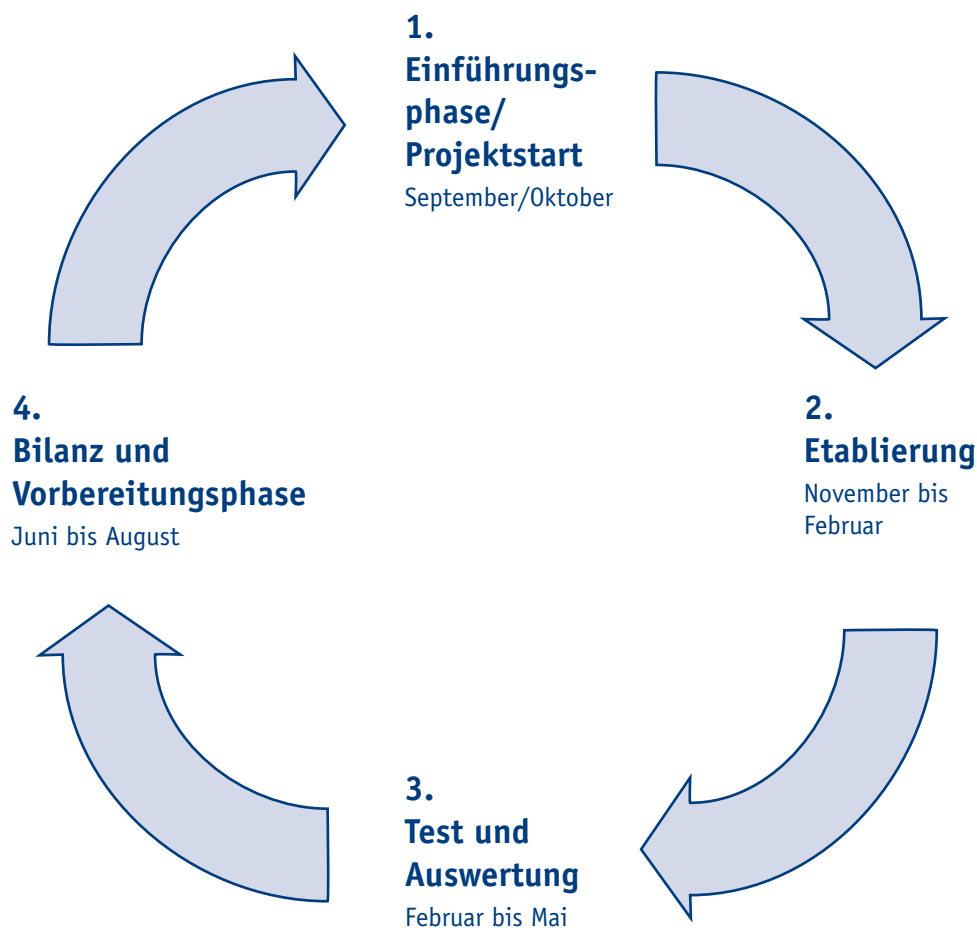 1.
Einführungs-
phase/
Projektstart
September/Oktober
2.
Etablierung
November bis
Februar
3.
Test und
Auswertung
Februar bis Mai
4.
Bilanz und
Vorbereitungsphase
Juni bis August